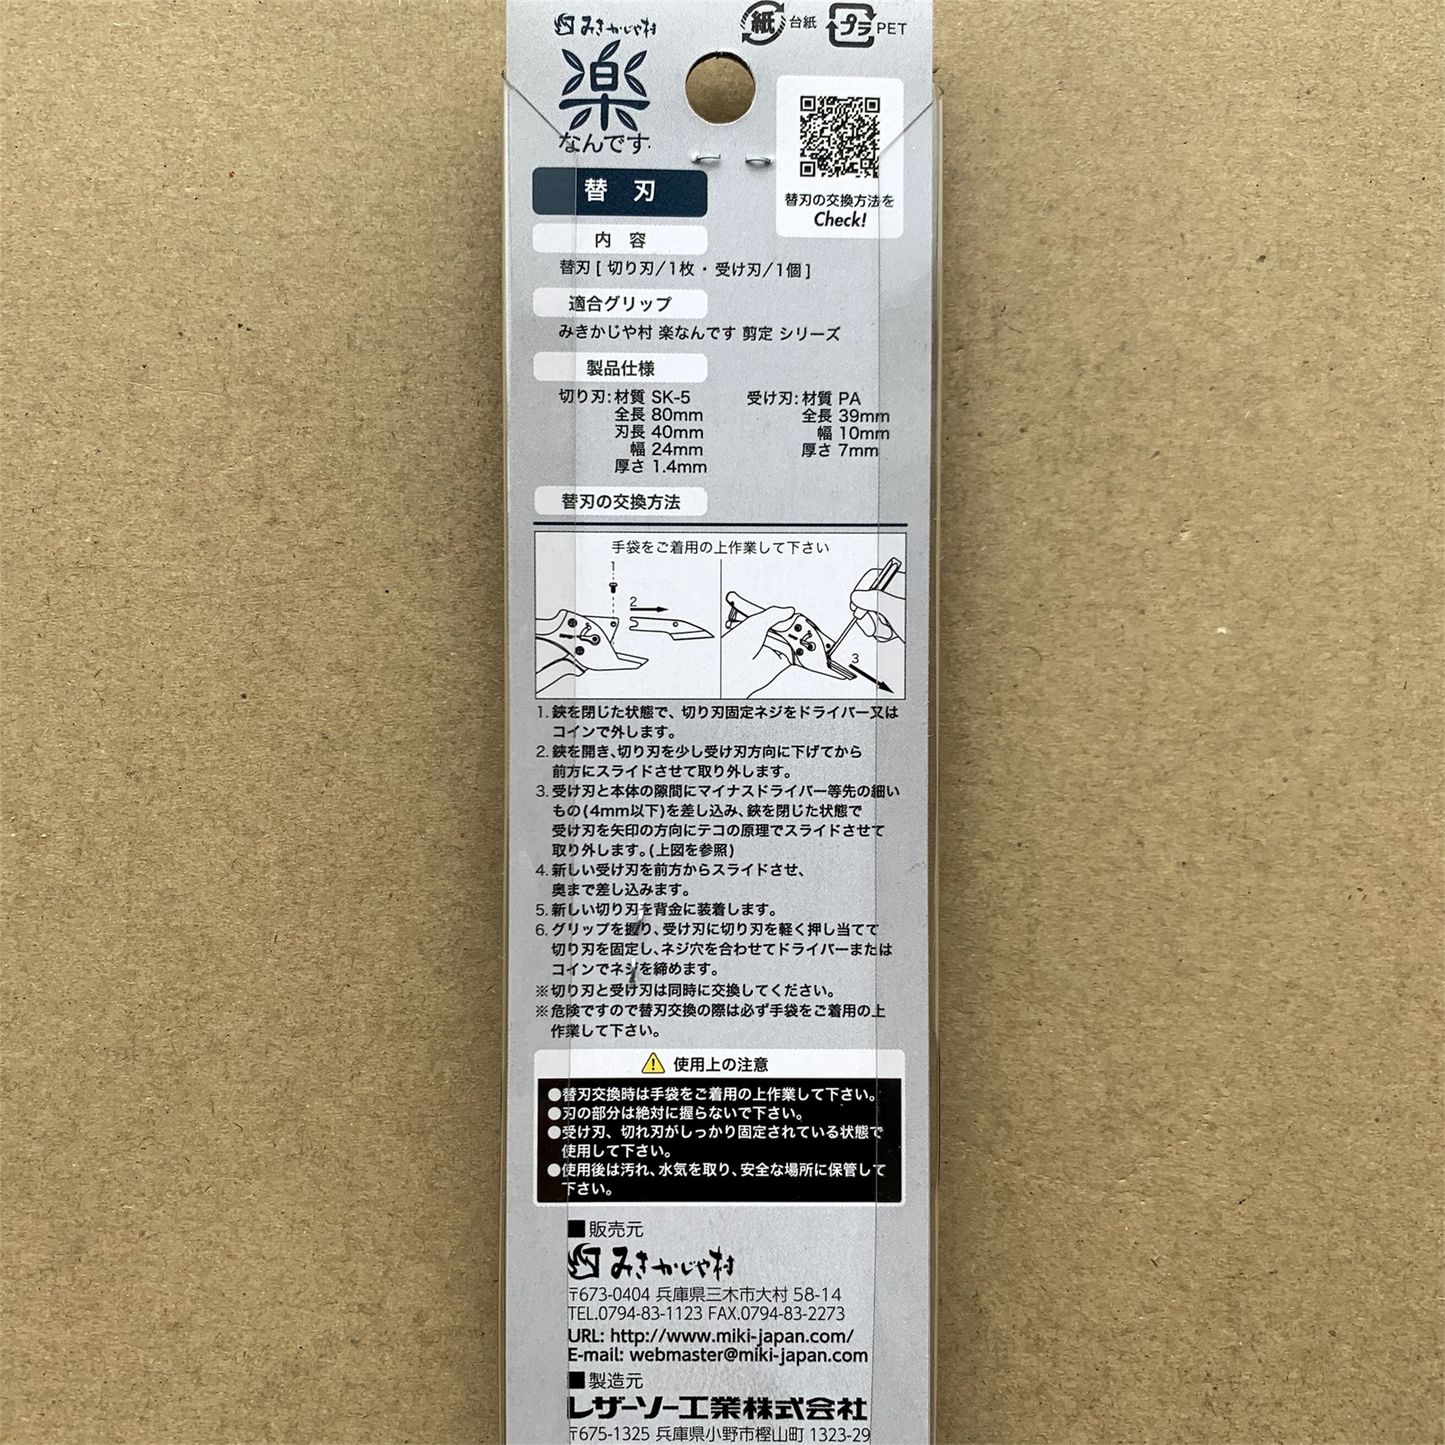 みきかじや村
紙 台紙
プラ PET
楽
なんです
替刃
替刃の交換方法を
Check!
内 容
替刃 [ 切り刃/1枚・受け刃/1個 ]
適合グリップ
みきかじや村 楽なんです 剪定 シリーズ
製品仕様
切り刃:材質 SK-5
全長 80mm
刃長 40mm
幅 24mm
厚さ 1.4mm
受け刃:材質 PA
全長 39mm
幅 10mm
厚さ 7mm
替刃の交換方法
手袋をご着用の上作業して下さい
1
2
3
1. 鋏を閉じた状態で、切り刃固定ネジをドライバー又は
コインで外します。
2. 鋏を開き、切り刃を少し受け刃方向に下げてから
前方にスライドさせて取り外します。
3. 受け刃と本体の隙間にマイナスドライバー等先の細い
もの(4mm以下)を差し込み、鋏を閉じた状態で
受け刃を矢印の方向にテコの原理でスライドさせて
取り外します。(上図を参照)
4. 新しい受け刃を前方からスライドさせ、
奥まで差し込みます。
5. 新しい切り刃を背金に装着します。
6. グリップを握り、受け刃に切り刃を軽く押し当てて
切り刃を固定し、ネジ穴を合わせてドライバーまたは
コインでネジを締めます。
※切り刃と受け刃は同時に交換してください。
※危険ですので替刃交換の際は必ず手袋をご着用の上
作業して下さい。
使用上の注意
●替刃交換時は手袋をご着用の上作業して下さい。
●刃の部分は絶対に握らないで下さい。
●受け刃、切れ刃がしっかり固定されている状態で
使用して下さい。
●使用後は汚れ、水気を取り、安全な場所に保管して
下さい。
■販売元
みきかじや村
〒673-0404 兵庫県三木市大村 58-14
TEL.0794-83-1123 FAX.0794-83-2273
URL: http://www.miki-japan.com/
E-mail: webmaster@miki-japan.com
■製造元
レザーソー工業株式会社
〒675-1325 兵庫県小野市樫山町 1323-29